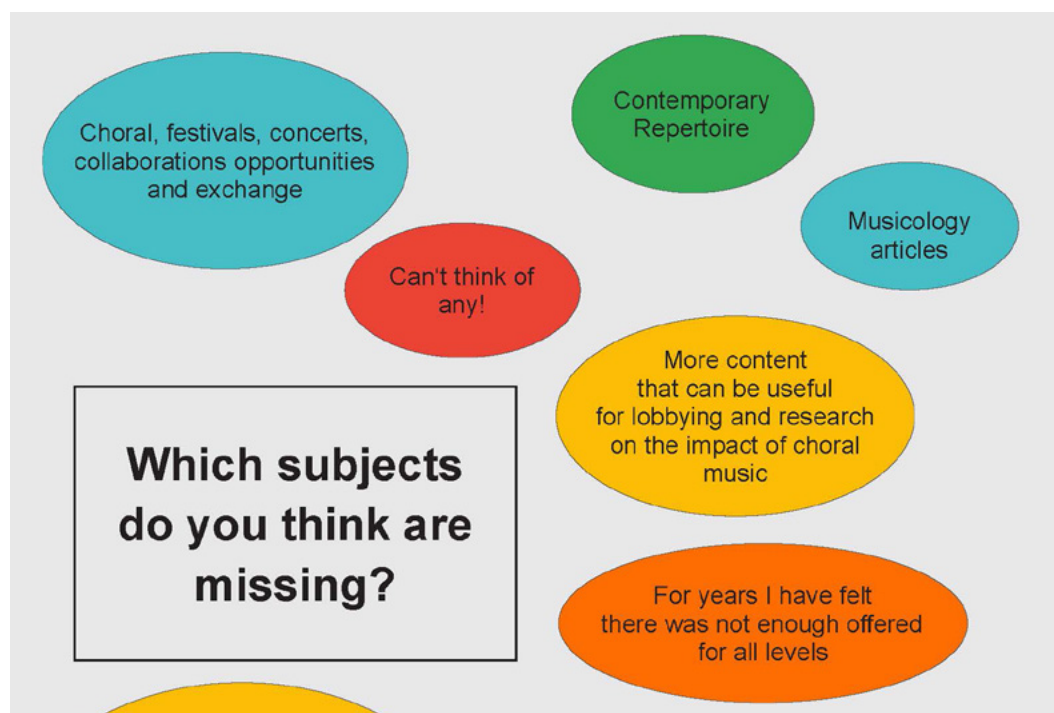 Choral, festivals, concerts,
collaborations opportunities
and exchange
Contemporary
Repertoire
Musicology
articles
Can't think of
any!
More content
that can be useful
for lobbying and research
on the impact of choral
music
Which subjects
do you think are
missing?
For years I have felt
there was not enough offered
for all levels